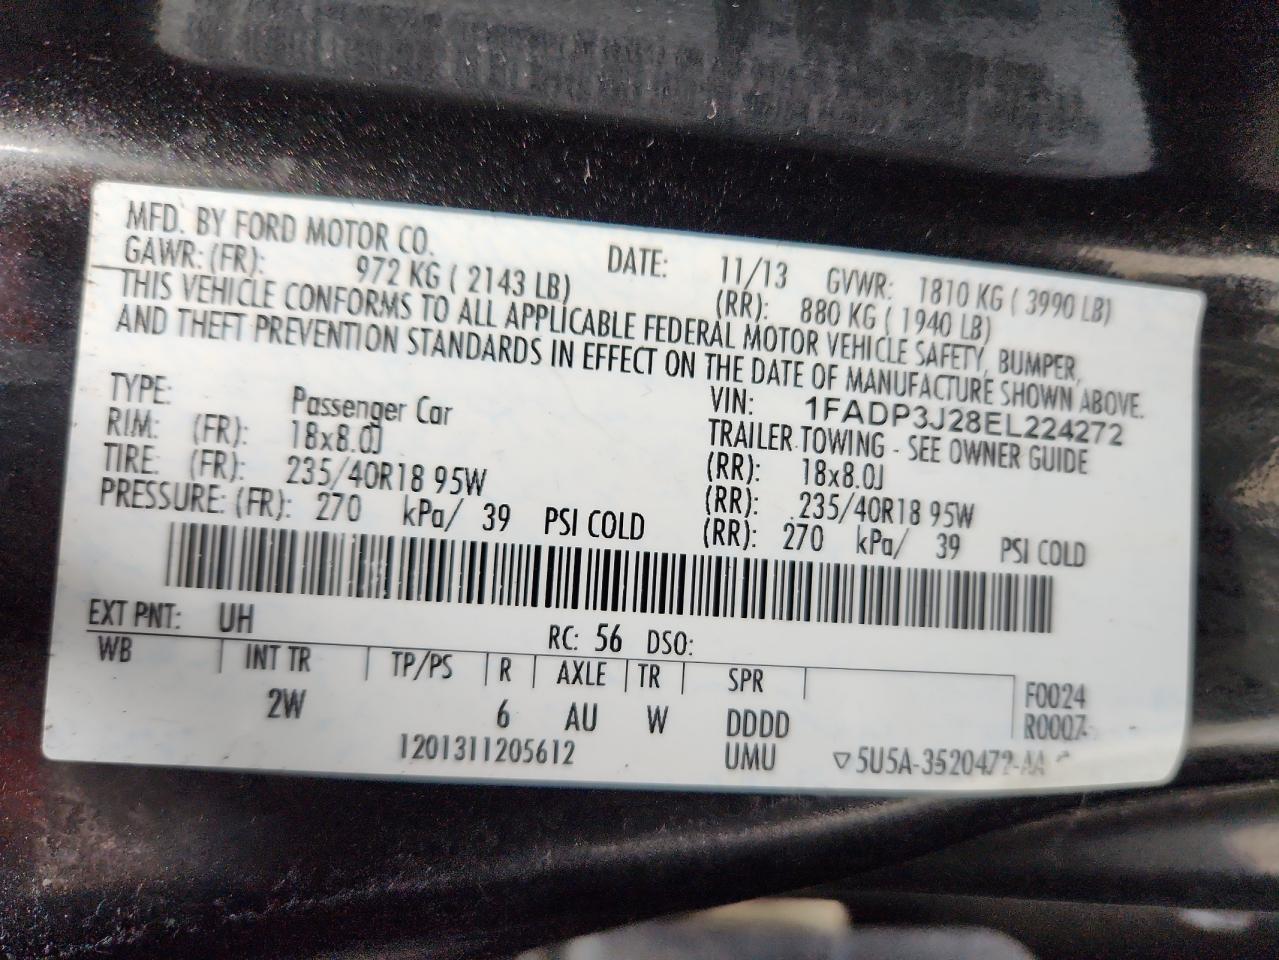 MFD. BY FORD MOTOR CO.
DATE: 11/13 GVWR: 1810 KG ( 3990 LB)
GAWR: (FR): 972 KG ( 2143 LB) (RR): 880 KG ( 1940 LB)
THIS VEHICLE CONFORMS TO ALL APPLICABLE FEDERAL MOTOR VEHICLE SAFETY, BUMPER,
AND THEFT PREVENTION STANDARDS IN EFFECT ON THE DATE OF MANUFACTURE SHOWN ABOVE.
VIN: 1FADP3J28EL224272
TYPE: Passenger Car TRAILER TOWING - SEE OWNER GUIDE
RIM: (FR): 18x8.0J (RR): 18x8.0J
TIRE: (FR): 235/40R18 95W (RR): 235/40R18 95W
PRESSURE: (FR): 270 kPa/ 39 PSI COLD (RR): 270 kPa/ 39 PSI COLD
EXT PNT: UH RC: 56 DSO:
WB INT TR TP/PS R AXLE TR SPR F0024
2W 6 AU W DDDD R0007
1201311205612 UMU ▽5U5A-3520472-AA